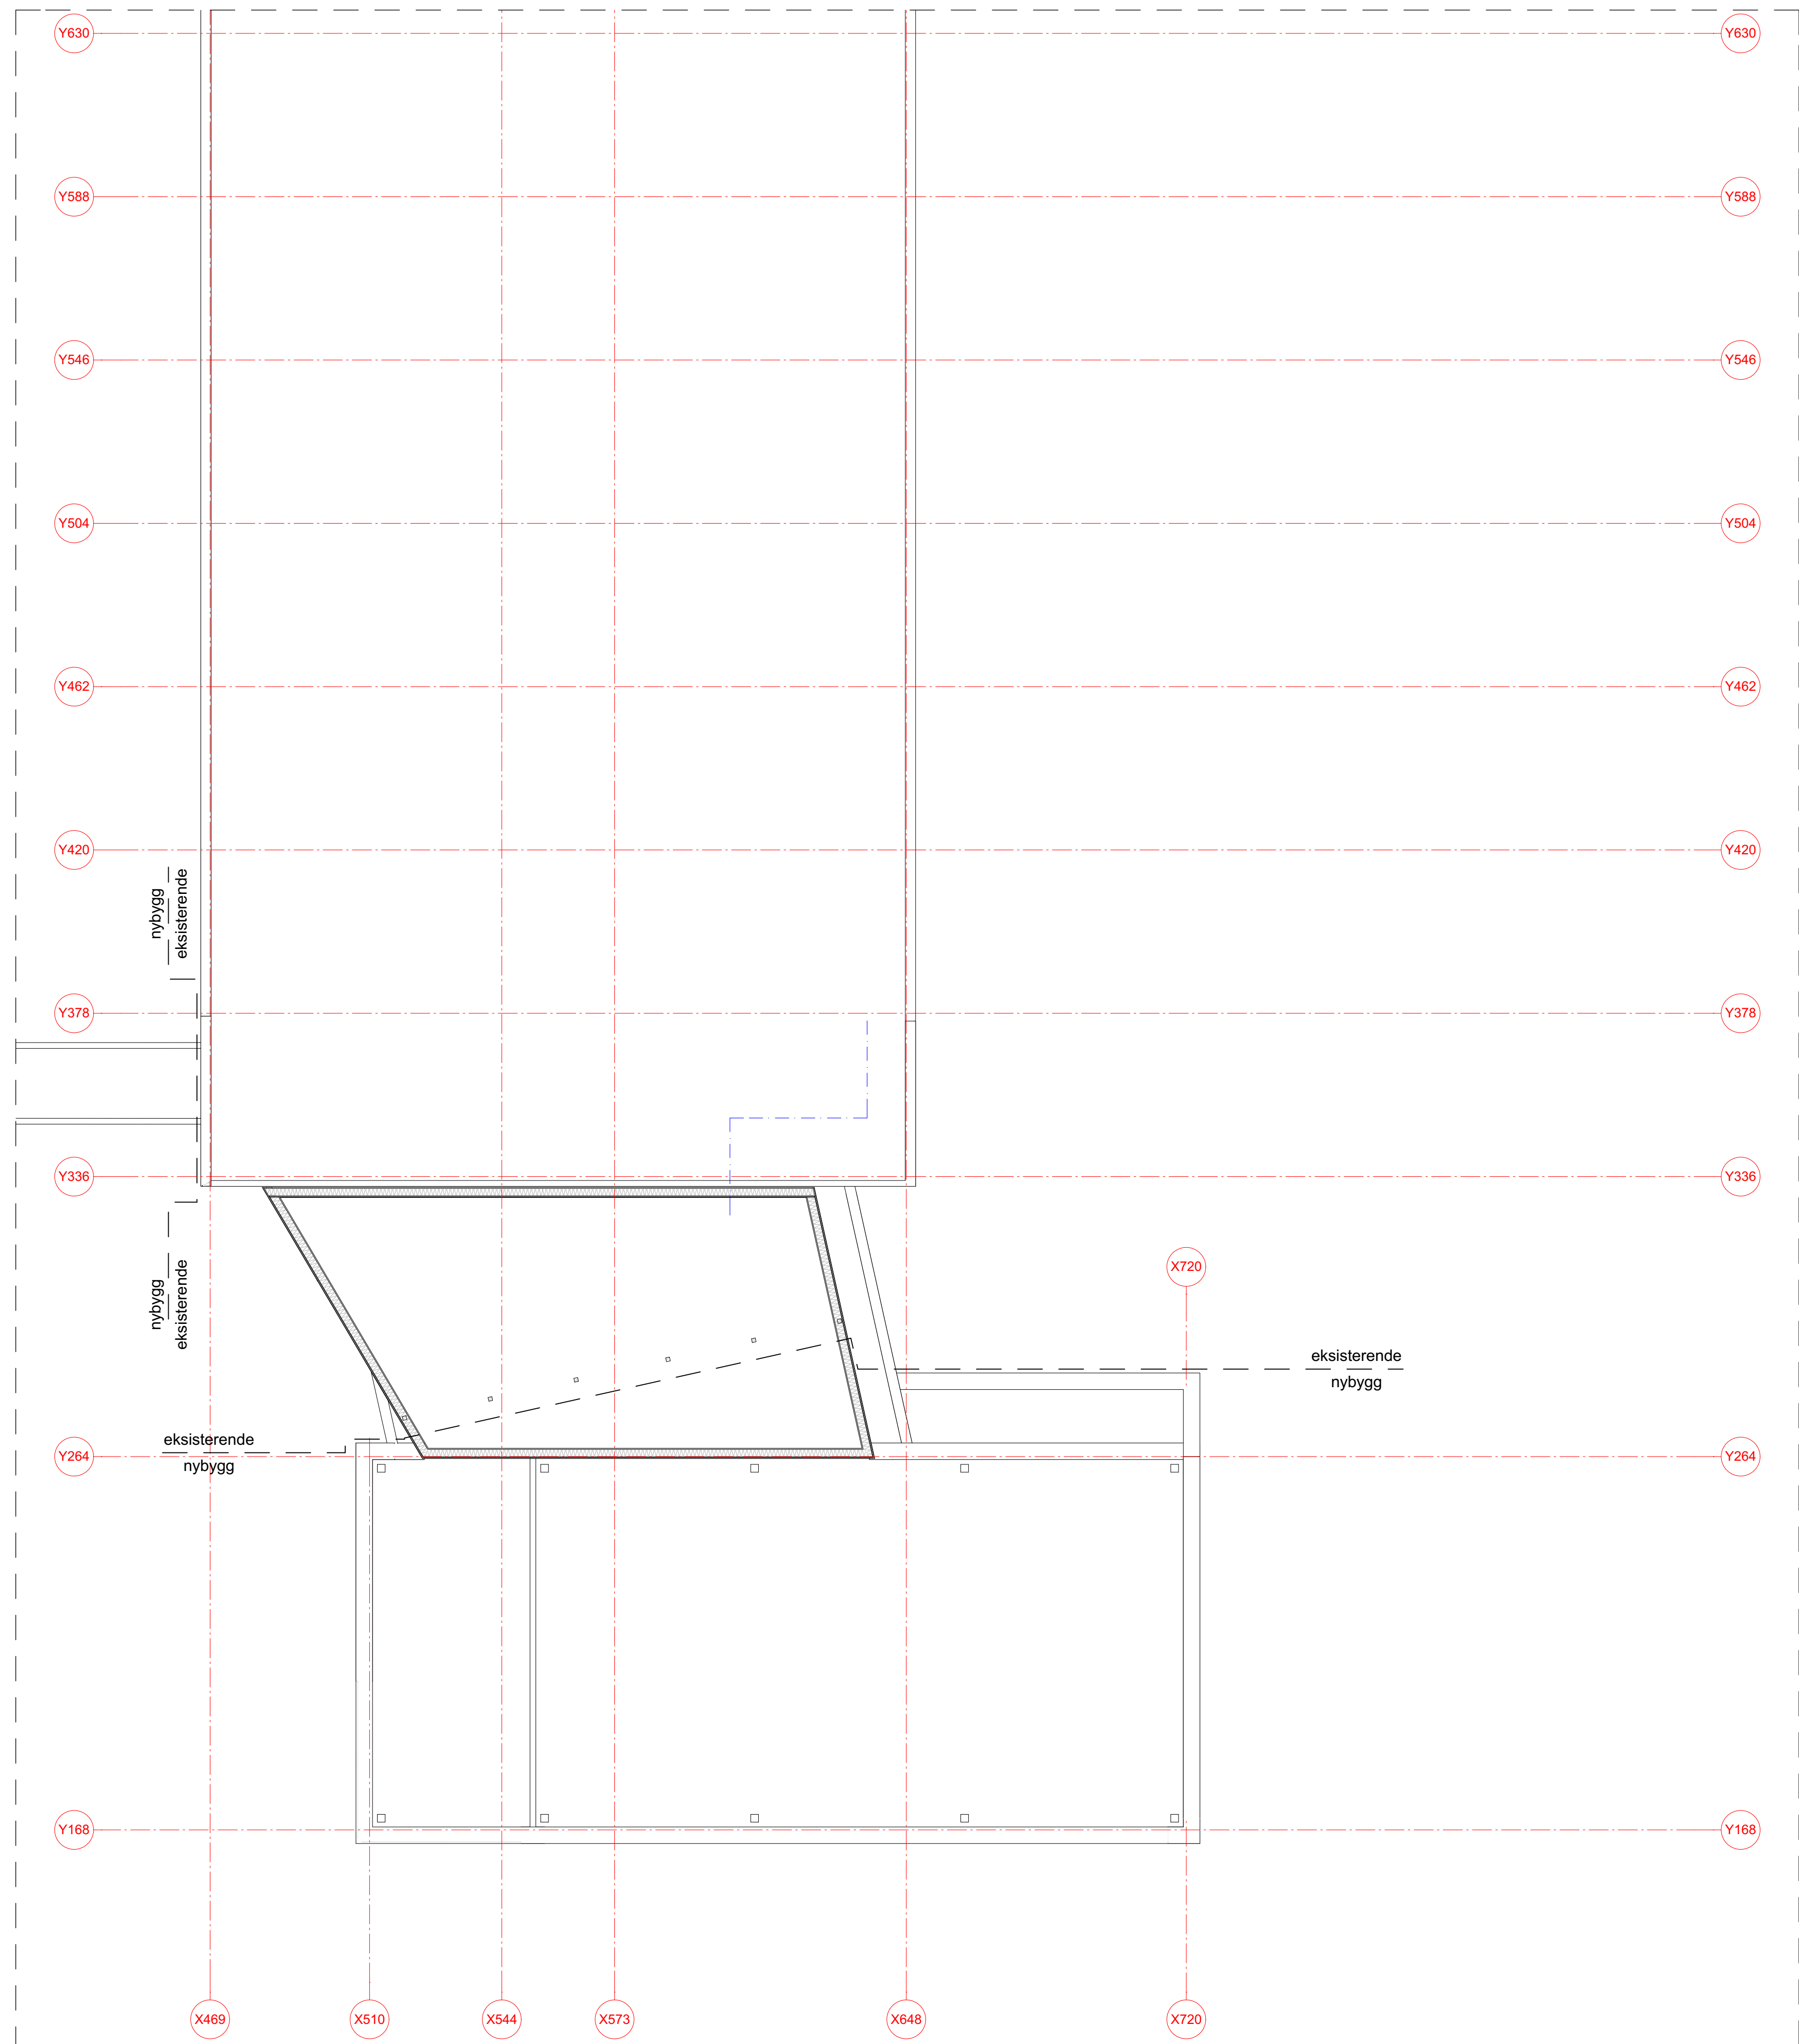 Y630 Y630
Y588 Y588
Y546 Y546
Y504 Y504
Y462 Y462
Y420 Y420
nybygg
eksisterende
Y378 Y378
Y336 Y336
nybygg
eksisterende
X720
eksisterende
nybygg
eksisterende
nybygg
Y264 Y264
Y168 Y168
X469 X510 X544 X573 X648 X720